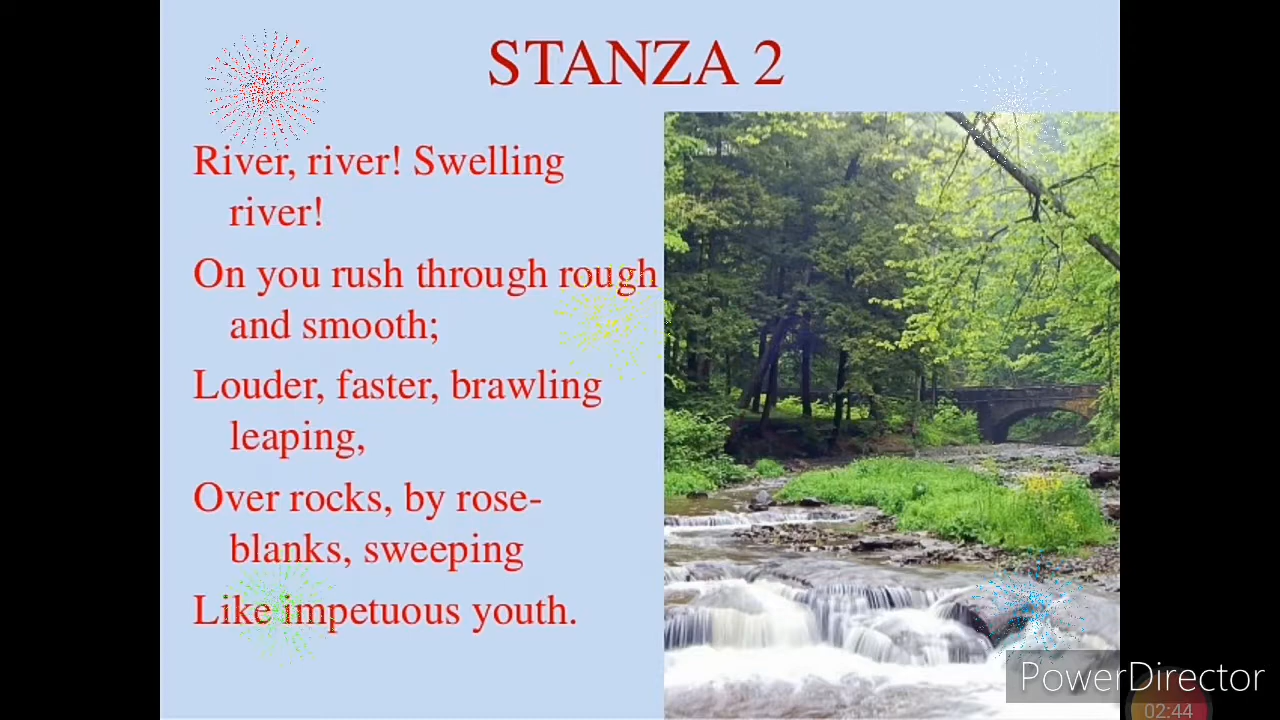 STANZA 2
River, river! Swelling
river!
On you rush through rough
and smooth;
Louder, faster, brawling
leaping,
Over rocks, by rose-
blanks, sweeping
Like impetuous youth.
PowerDirector
02:44